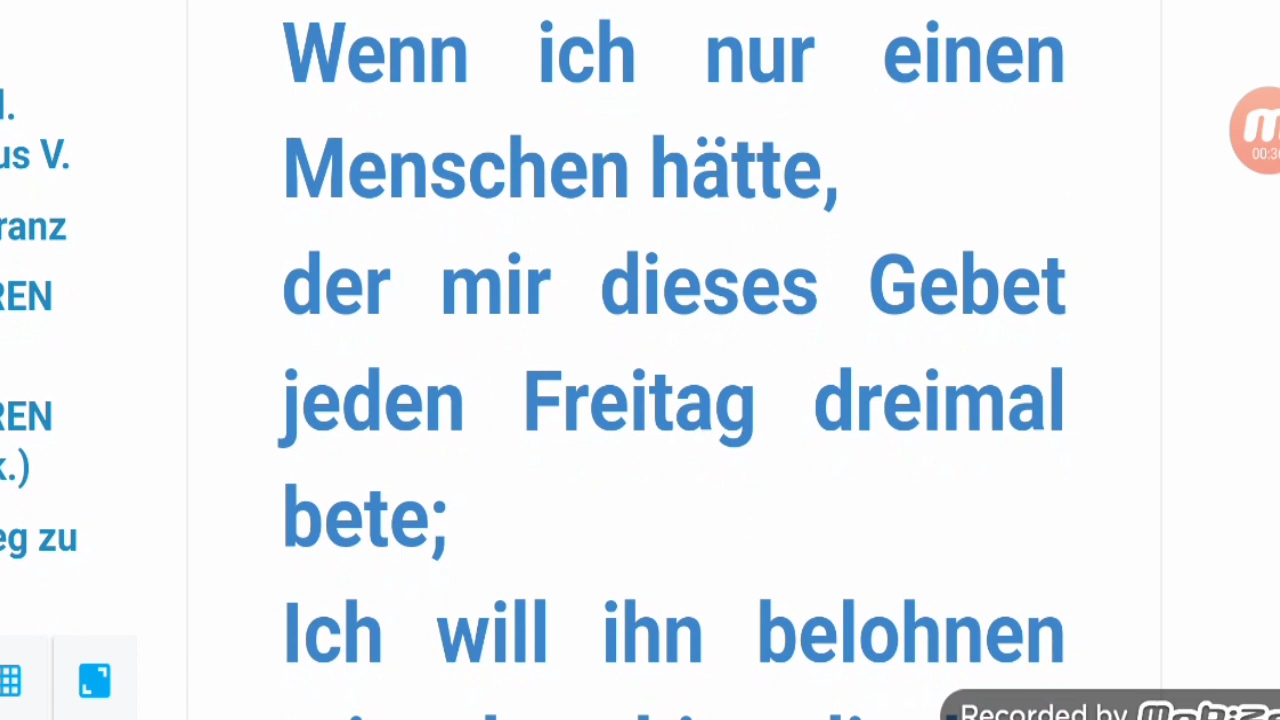 us V.
ranz
REN
REN
k.)
eg zu
Wenn ich nur einen
Menschen hätte,
der mir dieses Gebet
jeden Freitag dreimal
bete;
Ich will ihn belohnen
Recorded by